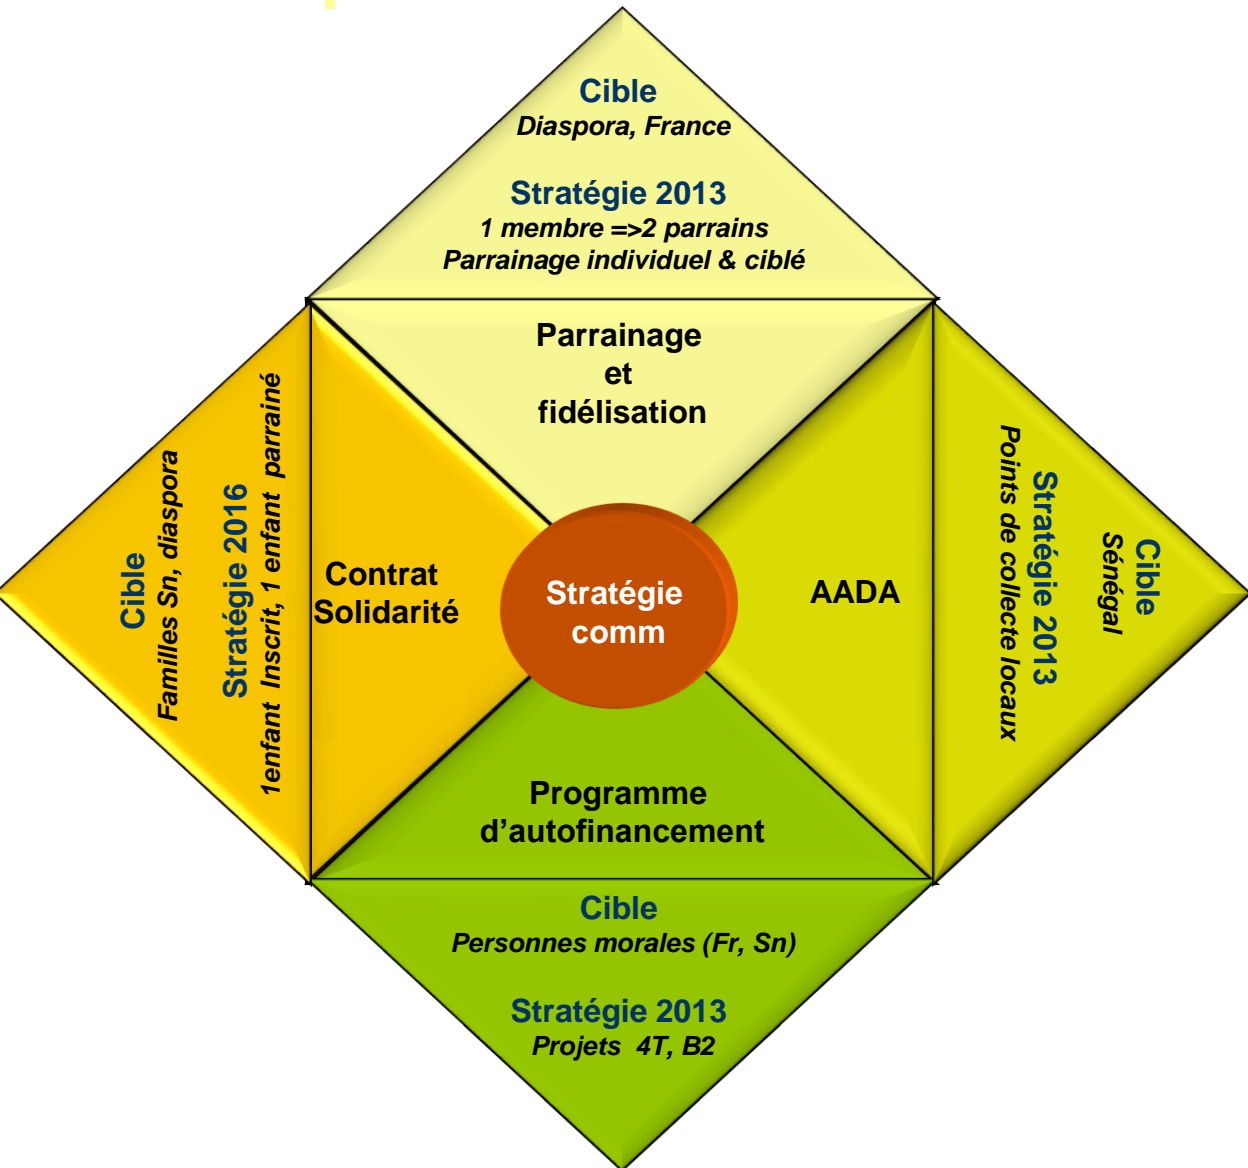 Cible
Diaspora, France
Stratégie 2013
1 membre =>2 parrains
Parrainage individuel & ciblé
Parrainage
et
fidélisation
Cible
Familles Sn, diaspora
Stratégie 2016
1enfant Inscrit, 1 enfant parrainé
Contrat
Solidarité
Stratégie
comm
AADA
Cible
Sénégal
Stratégie 2013
Points de collecte locaux
Programme
d’autofinancement
Cible
Personnes morales (Fr, Sn)
Stratégie 2013
Projets 4T, B2